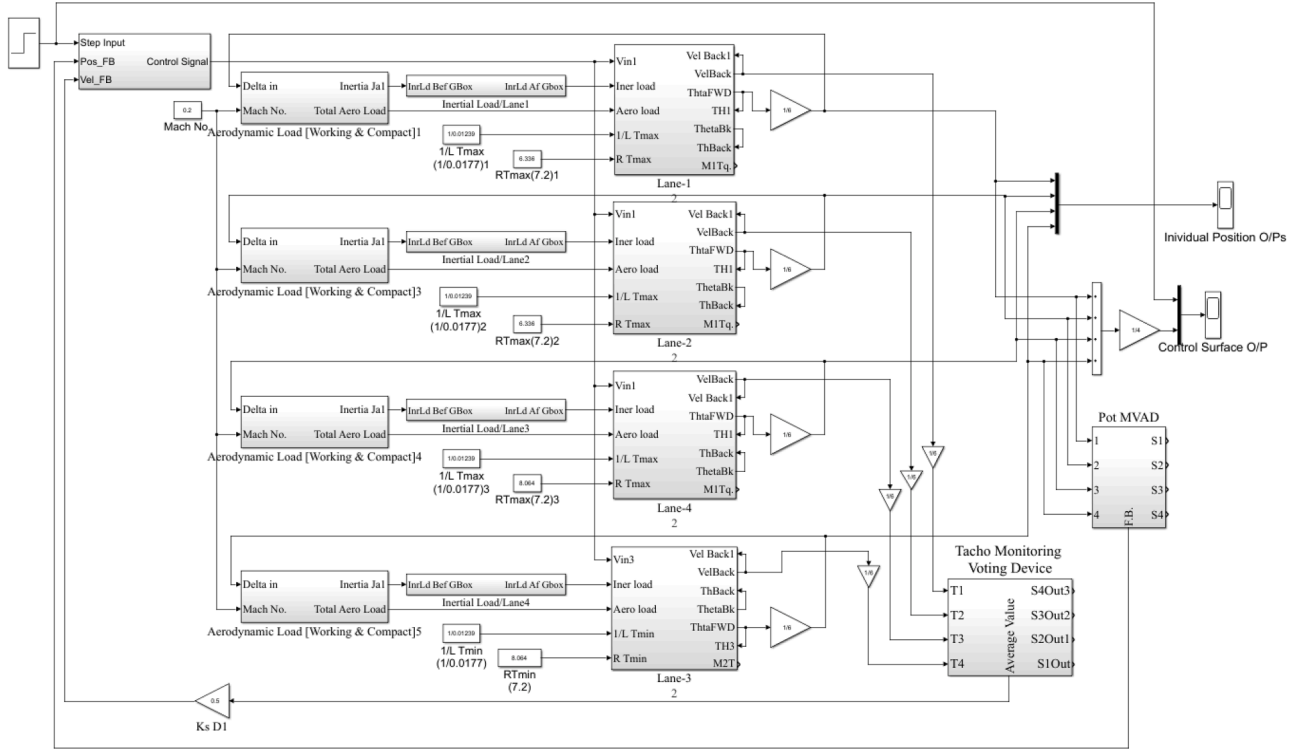 Step Input
Pos_FB
Vel_FB
Control Signal
0.2
Mach No.
Delta in
Inertia Ja1
Mach No.
Total Aero Load
Aerodynamic Load [Working & Compact]1
InrLd Bef GBox
InrLd Af Gbox
Inertial Load/Lane1
1/0.01239
1/L Tmax
(1/0.0177)1
6.336
RTmax(7.2)1
Vin1
Iner load
Aero load
1/L Tmax
R Tmax
Vel Back1
VelBack
ThtaFWD
TH1
ThetaBk
ThBack
M1Tq.
Lane-1
2
1/6
Delta in
Inertia Ja1
Mach No.
Total Aero Load
Aerodynamic Load [Working & Compact]3
InrLd Bef GBox
InrLd Af Gbox
Inertial Load/Lane2
1/0.01239
1/L Tmax
(1/0.0177)2
6.336
RTmax(7.2)2
Vin1
Iner load
Aero load
1/L Tmax
R Tmax
Vel Back1
VelBack
ThtaFWD
TH1
ThetaBk
ThBack
M1Tq.
Lane-2
2
1/6
Delta in
Inertia Ja1
Mach No.
Total Aero Load
Aerodynamic Load [Working & Compact]4
InrLd Bef GBox
InrLd Af Gbox
Inertial Load/Lane3
1/0.01239
1/L Tmax
(1/0.0177)3
8.064
RTmax(7.2)3
Vin1
Iner load
Aero load
1/L Tmax
R Tmax
VelBack
Vel Back1
ThtaFWD
TH1
ThBack
ThetaBk
M1Tq.
Lane-4
2
1/6
Delta in
Inertia Ja1
Mach No.
Total Aero Load
Aerodynamic Load [Working & Compact]5
InrLd Bef GBox
InrLd Af Gbox
Inertial Load/Lane4
1/0.01239
1/L Tmin
(1/0.0177)
8.064
RTmin
(7.2)
Vin3
Iner load
Aero load
1/L Tmin
R Tmin
Vel Back1
VelBack
ThBack
ThetaBk
ThtaFWD
TH3
M2T
Lane-3
2
1/6
1/6
1/6
1/6
1/6
Inividual Position O/Ps
+
+
+
+
1/4
Control Surface O/P
Pot MVAD
1
2
3
4
S1
S2
S3
S4
F.B.
Tacho Monitoring
Voting Device
T1
T2
T3
T4
Average Value
S4Out3
S3Out2
S2Out1
S1Out
0.5
Ks D1